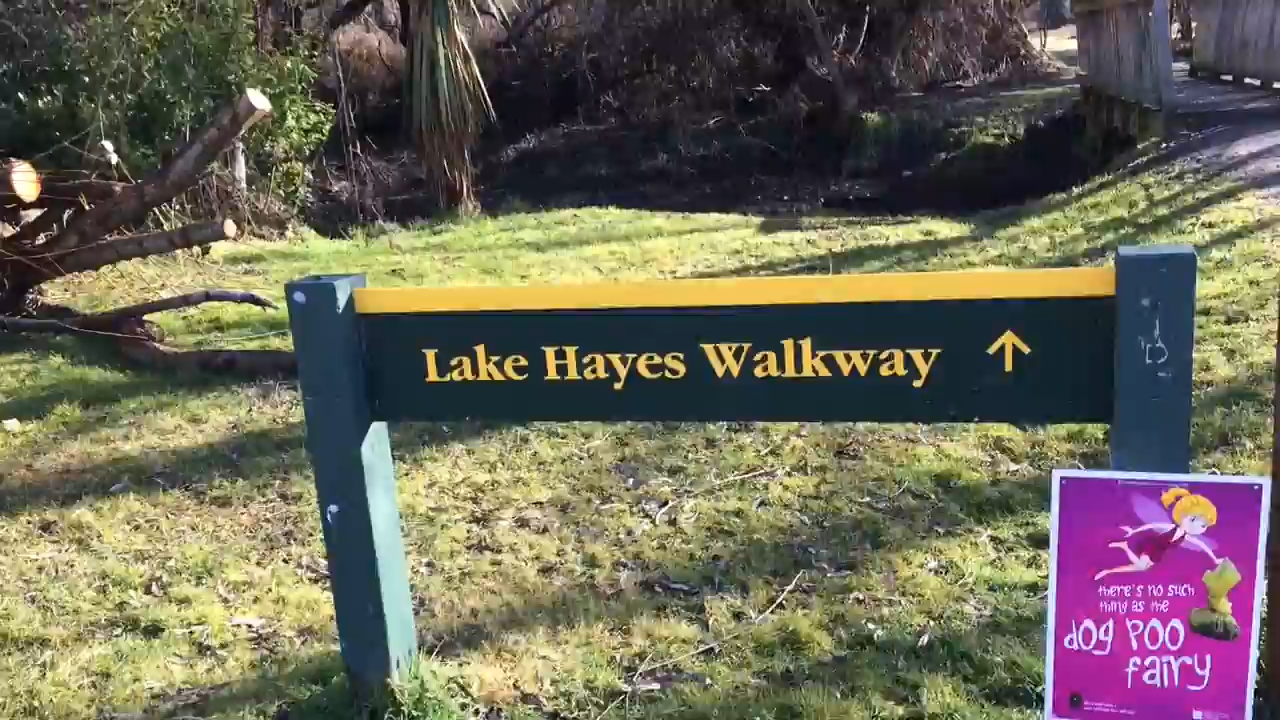 Lake Hayes Walkway ↑
there's no such
thing as the
dog poo
fairy